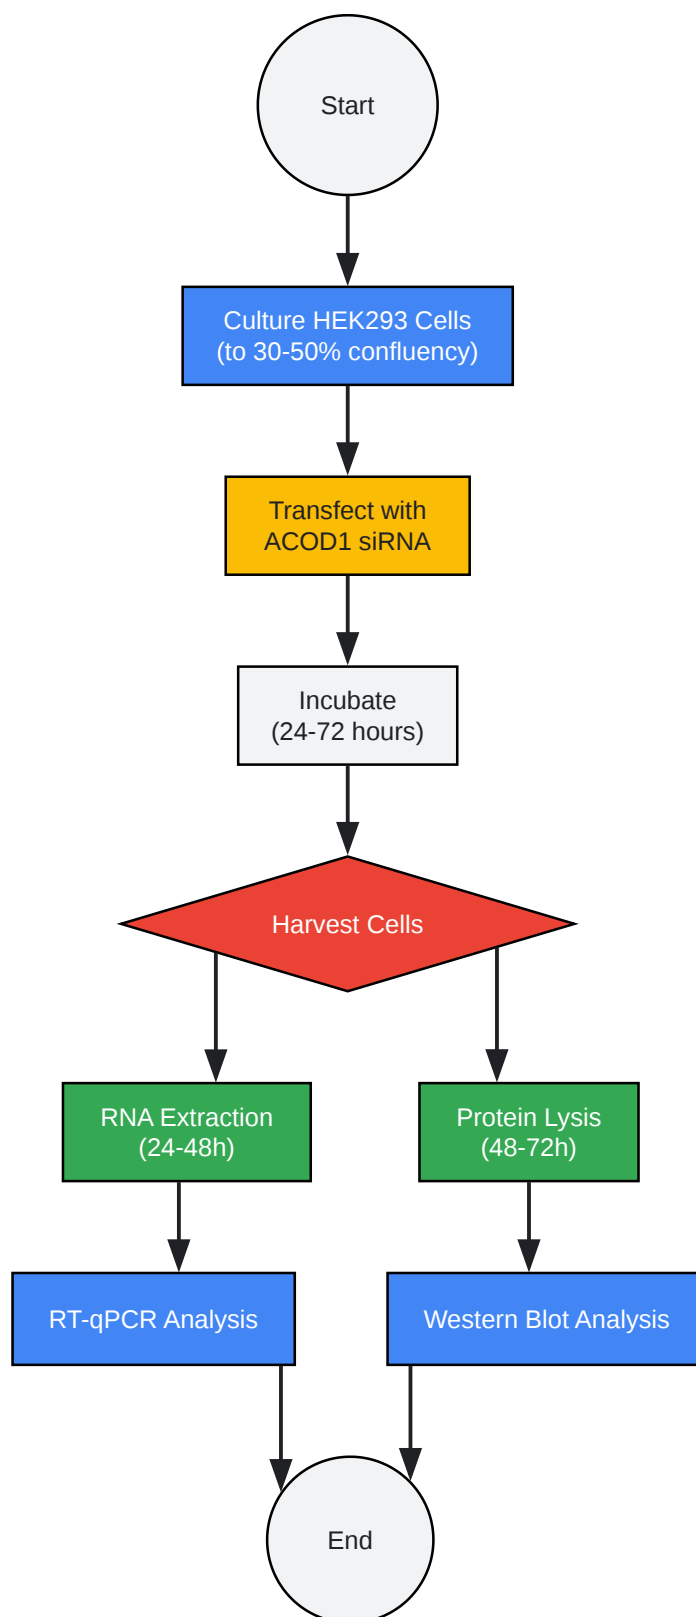 Start
Culture HEK293 Cells
(to 30-50% confluency)
Transfect with
ACOD1 siRNA
Incubate
(24-72 hours)
Harvest Cells
RNA Extraction
(24-48h)
Protein Lysis
(48-72h)
RT-qPCR Analysis
Western Blot Analysis
End